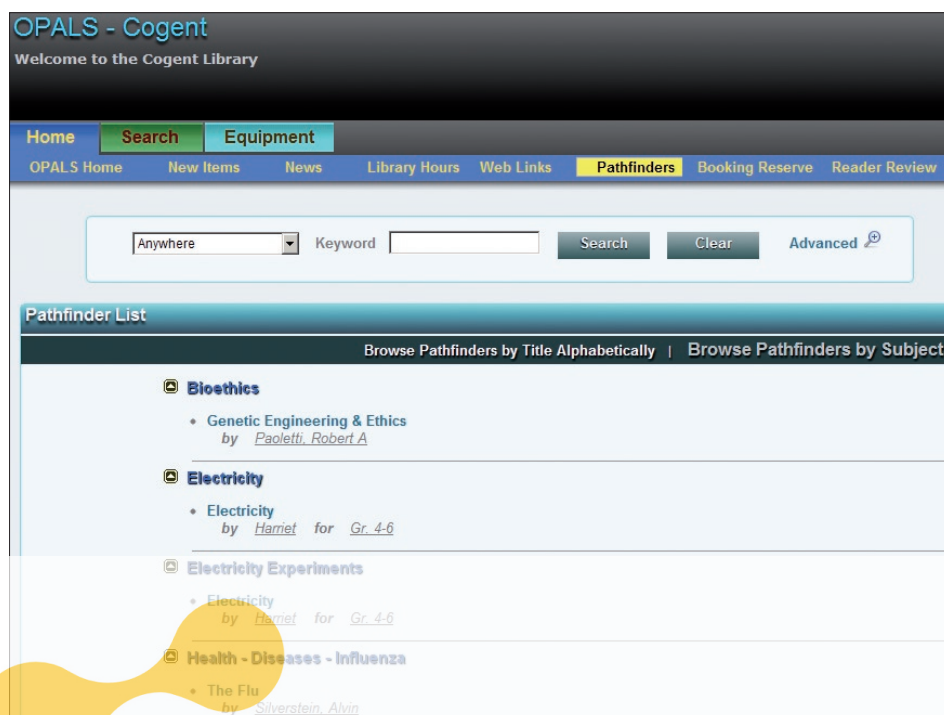 OPALS - Cogent
Welcome to the Cogent Library
Home Search Equipment
OPALS Home New Items News Library Hours Web Links Pathfinders Booking Reserve Reader Review
Anywhere Keyword Search Clear Advanced
Pathfinder List
Browse Pathfinders by Title Alphabetically | Browse Pathfinders by Subject
Bioethics
• Genetic Engineering & Ethics
by Paoletti, Robert A
Electricity
• Electricity
by Harriet for Gr. 4-6
Electricity Experiments
• Electricity
by Harriet for Gr. 4-6
Health - Diseases - Influenza
• The Flu
by Silverstein, Alvin